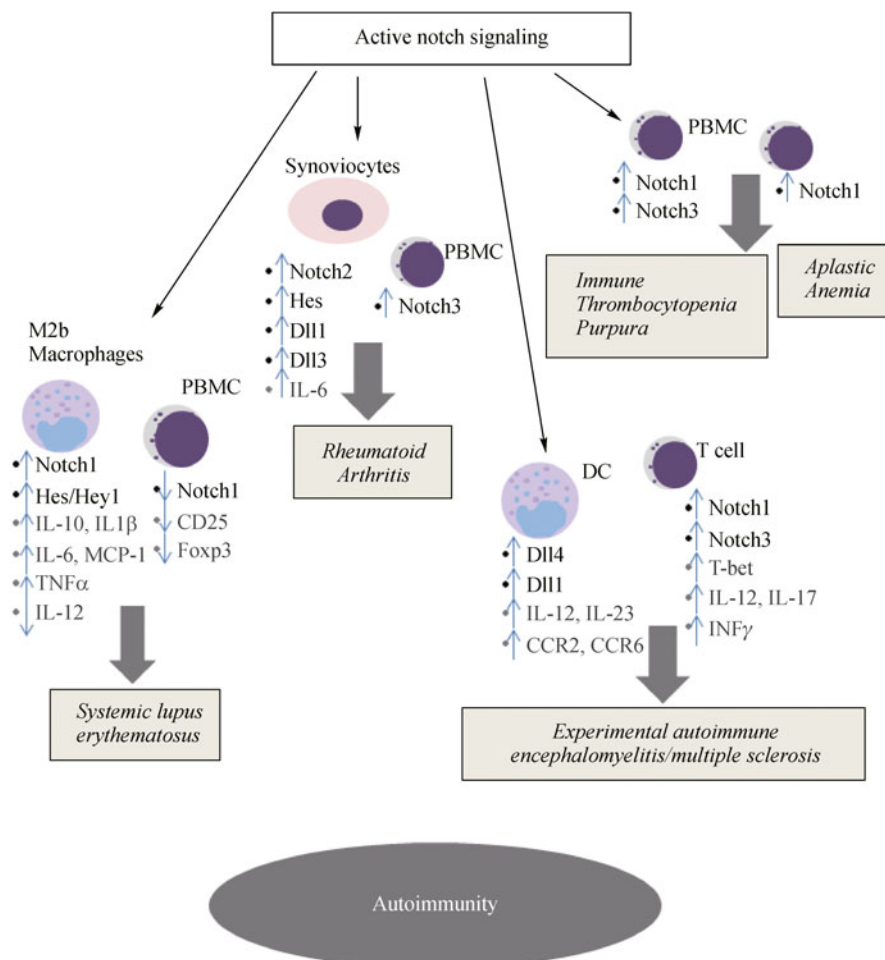 Active notch signaling
PBMC
Notch1
Notch3
Notch1
Immune
Thrombocytopenia
Purpura
Aplastic
Anemia
Synoviocytes
PBMC
Notch2
Hes
Dll1
Dll3
IL-6
Notch3
Rheumatoid
Arthritis
M2b
Macrophages
PBMC
Notch1
Hes/Hey1
IL-10, IL1β
IL-6, MCP-1
TNFα
IL-12
Notch1
CD25
Foxp3
Systemic lupus
erythematosus
DC
T cell
Dll4
Dll1
IL-12, IL-23
CCR2, CCR6
Notch1
Notch3
T-bet
IL-12, IL-17
INFγ
Experimental autoimmune
encephalomyelitis/multiple sclerosis
Autoimmunity